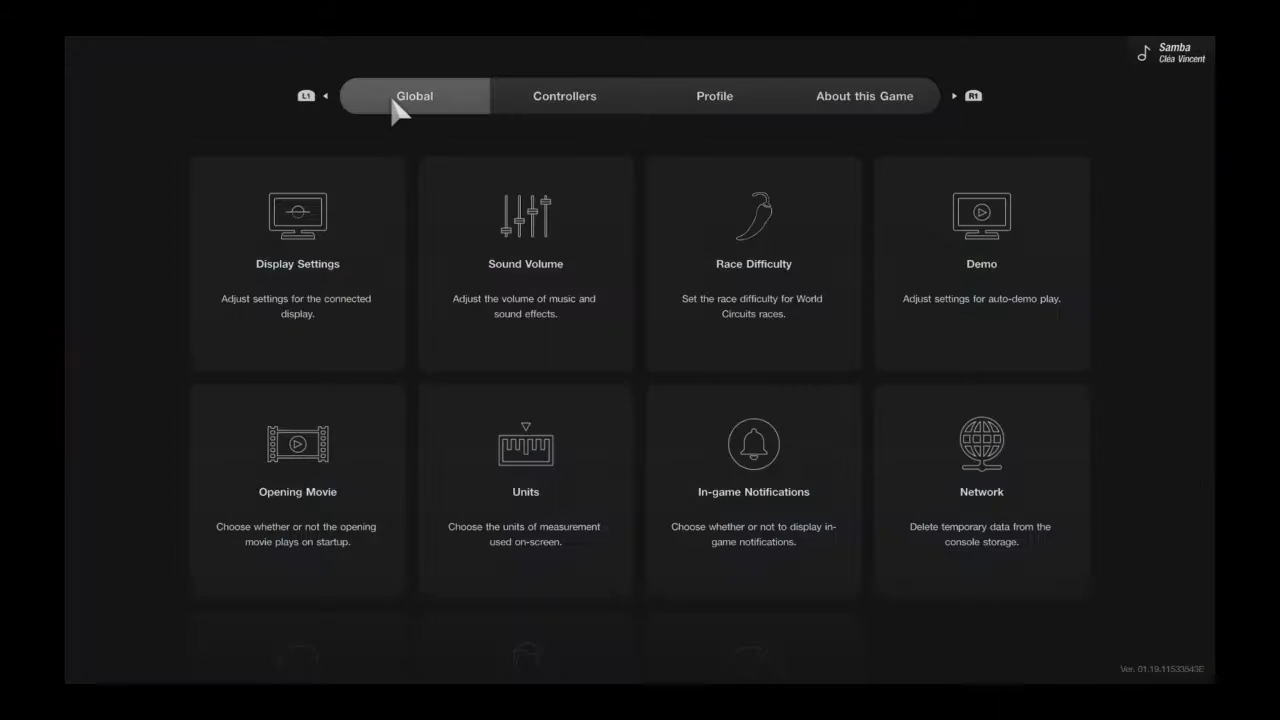 Samba
Cléa Vincent
L1
Global
Controllers
Profile
About this Game
R1
Display Settings
Adjust settings for the connected
display.
Sound Volume
Adjust the volume of music and
sound effects.
Race Difficulty
Set the race difficulty for World
Circuits races.
Demo
Adjust settings for auto-demo play.
Opening Movie
Choose whether or not the opening
movie plays on startup.
Units
Choose the units of measurement
used on-screen.
In-game Notifications
Choose whether or not to display in-
game notifications.
Network
Delete temporary data from the
console storage.
Ver. 01.19.11533843E